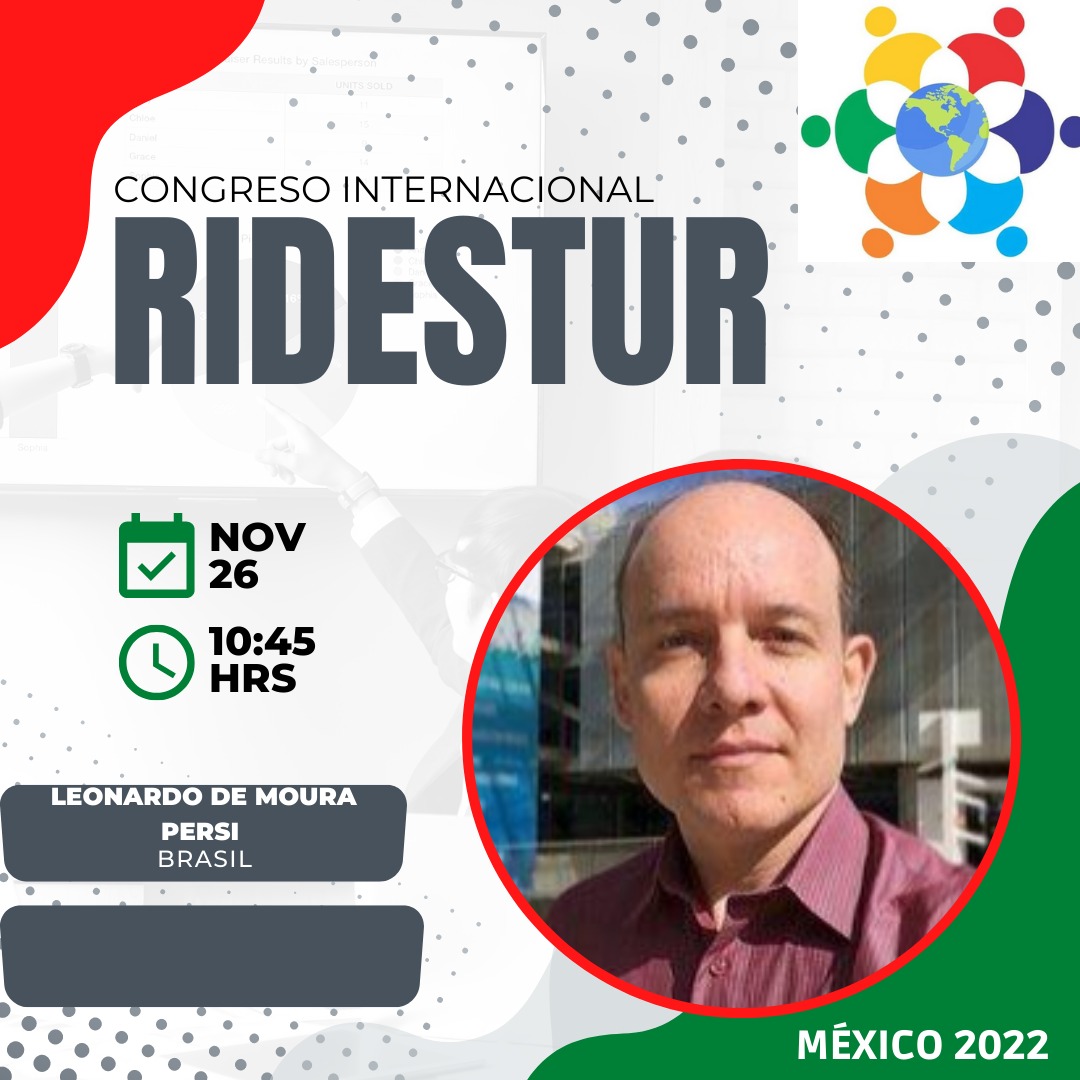 CONGRESO INTERNACIONAL
RIDESTUR
NOV
26
10:45
HRS
LEONARDO DE MOURA
PERSI
BRASIL
MÉXICO 2022